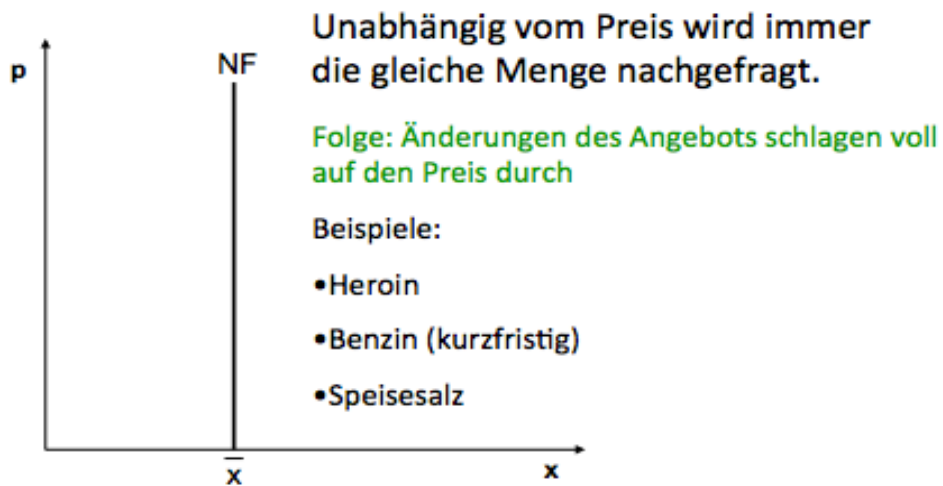 Unabhängig vom Preis wird immer
die gleiche Menge nachgefragt.
p
NF
Folge: Änderungen des Angebots schlagen voll
auf den Preis durch
Beispiele:
•Heroin
•Benzin (kurzfristig)
•Speisesalz
x̄
x